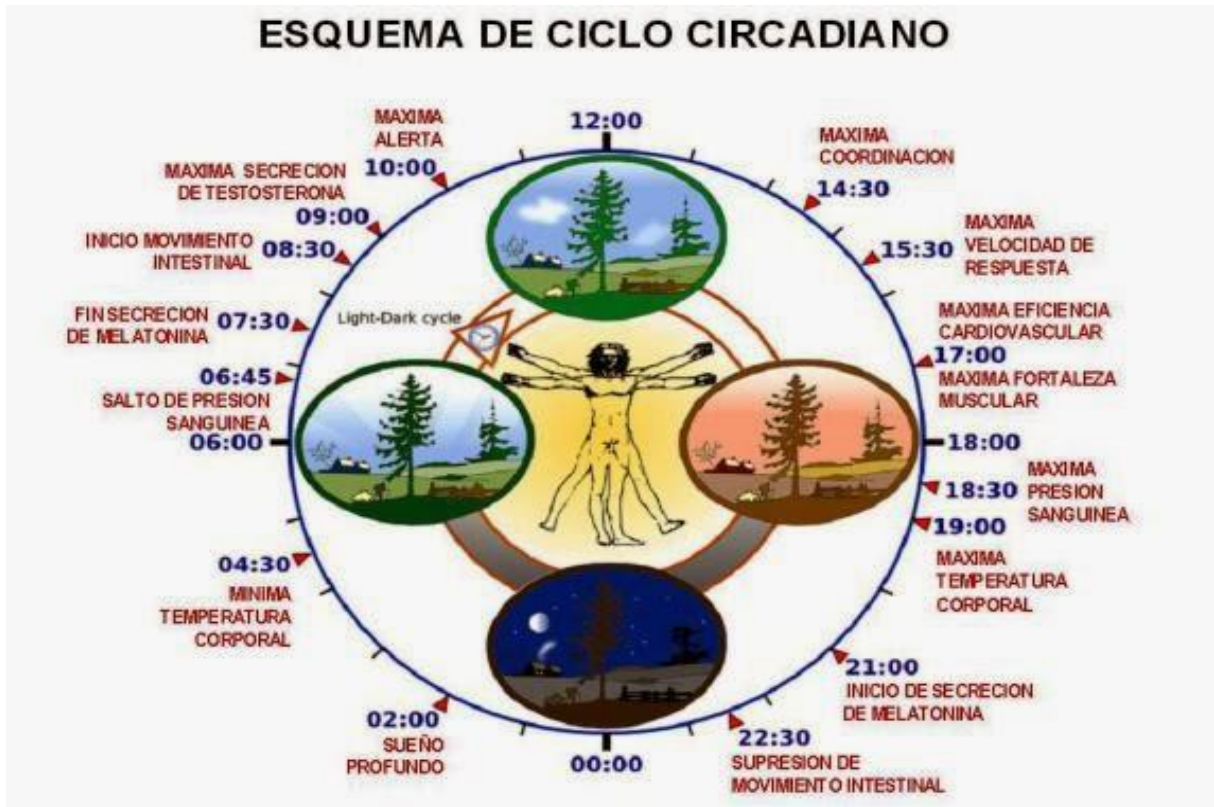 ESQUEMA DE CICLO CIRCADIANO
12:00
MAXIMA
ALERTA
10:00
MAXIMA SECRECION
DE TESTOSTERONA
09:00
INICIO MOVIMIENTO
INTESTINAL
08:30
FIN SECRECION
DE MELATONINA
07:30
Light-Dark cycle
06:45
SALTO DE PRESION
SANGUINEA
06:00
04:30
MINIMA
TEMPERATURA
CORPORAL
02:00
SUEÑO
PROFUNDO
00:00
MAXIMA
COORDINACION
14:30
MAXIMA
VELOCIDAD DE
RESPUESTA
15:30
MAXIMA EFICIENCIA
CARDIOVASCULAR
17:00
MAXIMA FORTALEZA
MUSCULAR
18:00
18:30
MAXIMA
PRESION
SANGUINEA
19:00
MAXIMA
TEMPERATURA
CORPORAL
21:00
INICIO DE SECRECION
DE MELATONINA
22:30
SUPRESION DE
MOVIMIENTO INTESTINAL